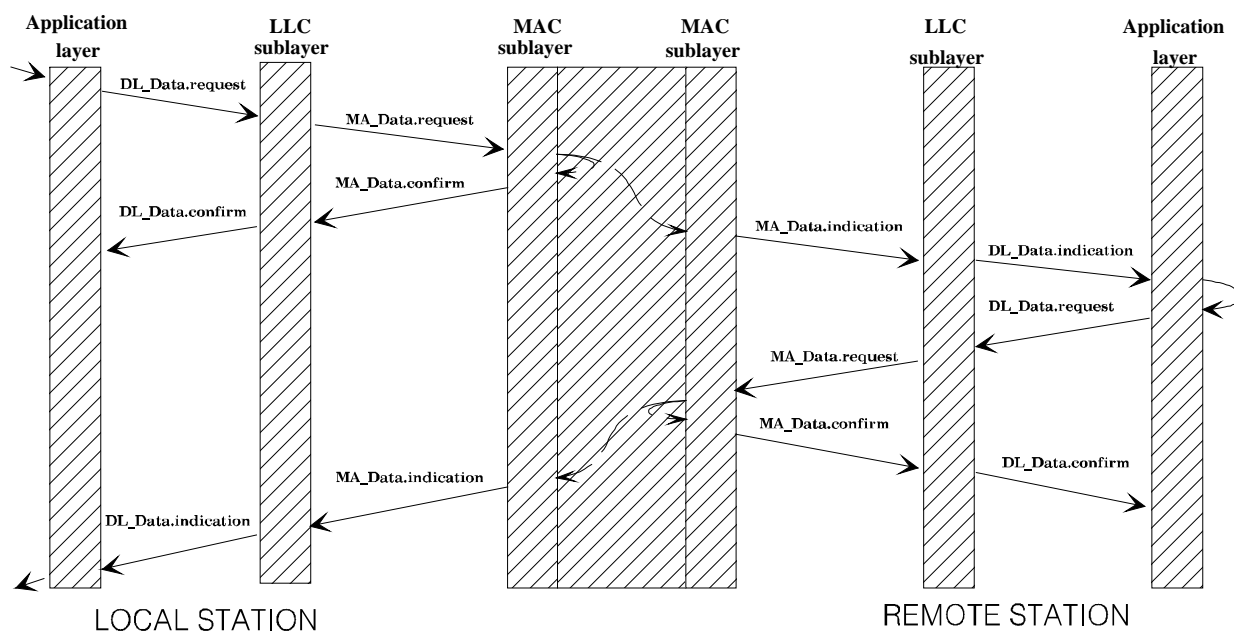 Application
layer
LLC
sublayer
MAC
sublayer
MAC
sublayer
LLC
sublayer
Application
layer
DL_Data.request
MA_Data.request
MA_Data.confirm
DL_Data.confirm
MA_Data.indication
DL_Data.indication
DL_Data.request
MA_Data.request
MA_Data.confirm
DL_Data.confirm
MA_Data.indication
DL_Data.indication
LOCAL STATION
REMOTE STATION